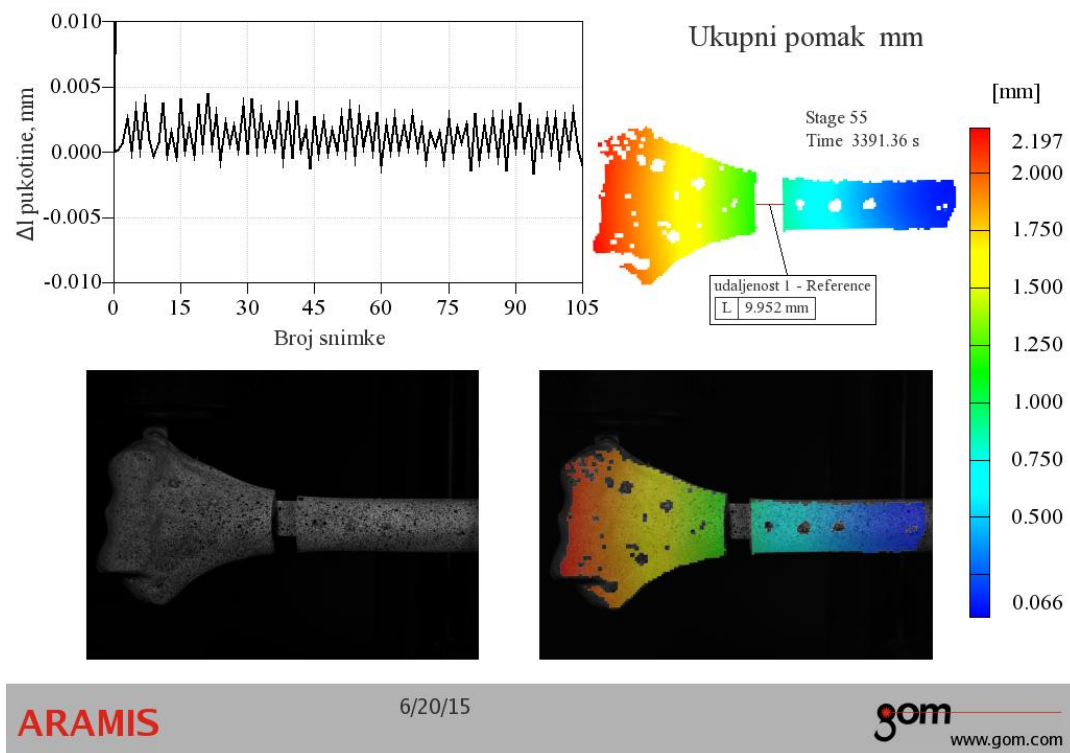 Ukupni pomak mm
0.010
0.005
0.000
-0.005
-0.010
Δl pukotine, mm
0 15 30 45 60 75 90 105
Broj snimke
Stage 55
Time 3391.36 s
udaljenost 1 - Reference
L 9.952 mm
[mm]
2.197
2.000
1.750
1.500
1.250
1.000
0.750
0.500
0.066
ARAMIS
6/20/15
gom
www.gom.com